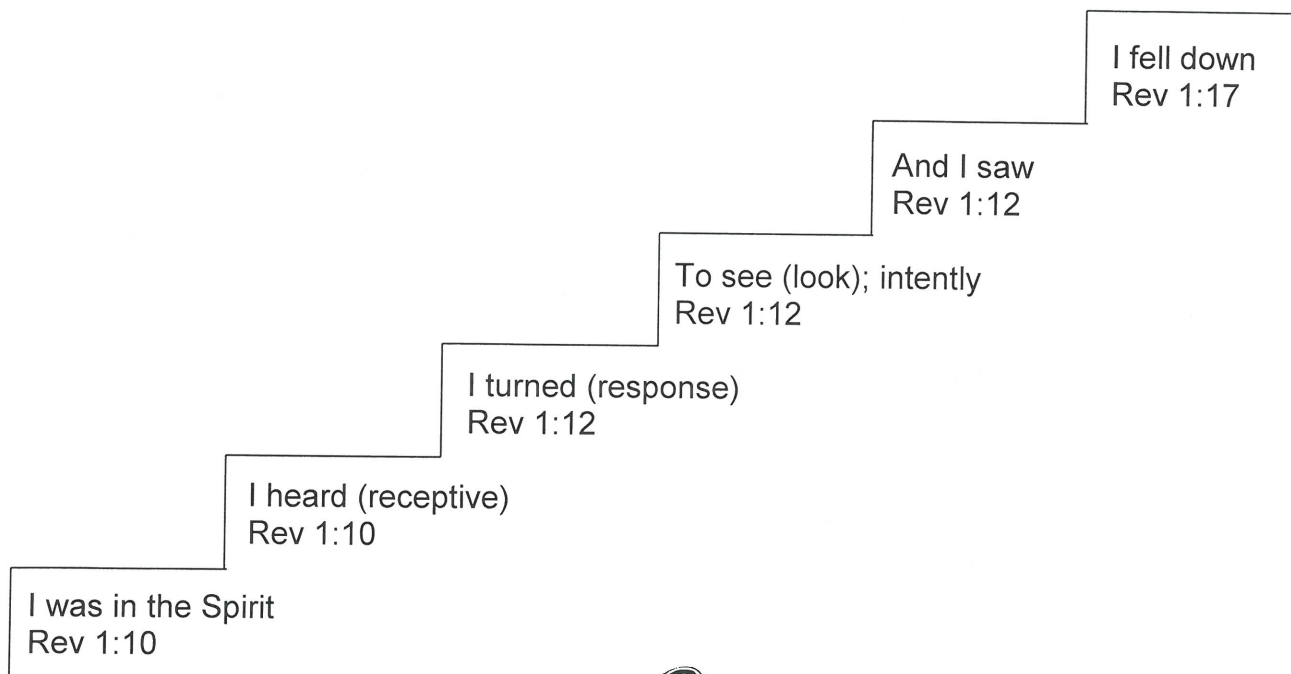 I fell down
Rev 1:17
And I saw
Rev 1:12
To see (look); intently
Rev 1:12
I turned (response)
Rev 1:12
I heard (receptive)
Rev 1:10
I was in the Spirit
Rev 1:10